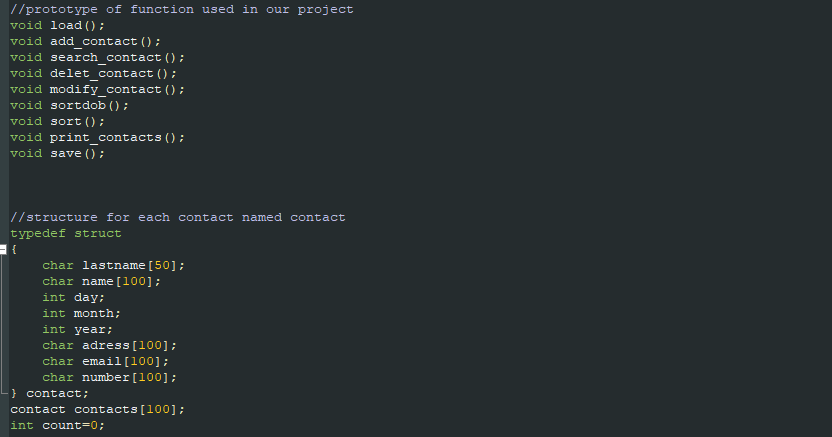 //prototype of function used in our project
void load();
void add_contact();
void search_contact();
void delet_contact();
void modify_contact();
void sortdob();
void sort();
void print_contacts();
void save();
//structure for each contact named contact
typedef struct
{
    char lastname[50];
    char name[100];
    int day;
    int month;
    int year;
    char adress[100];
    char email[100];
    char number[100];
} contact;
contact contacts[100];
int count=0;